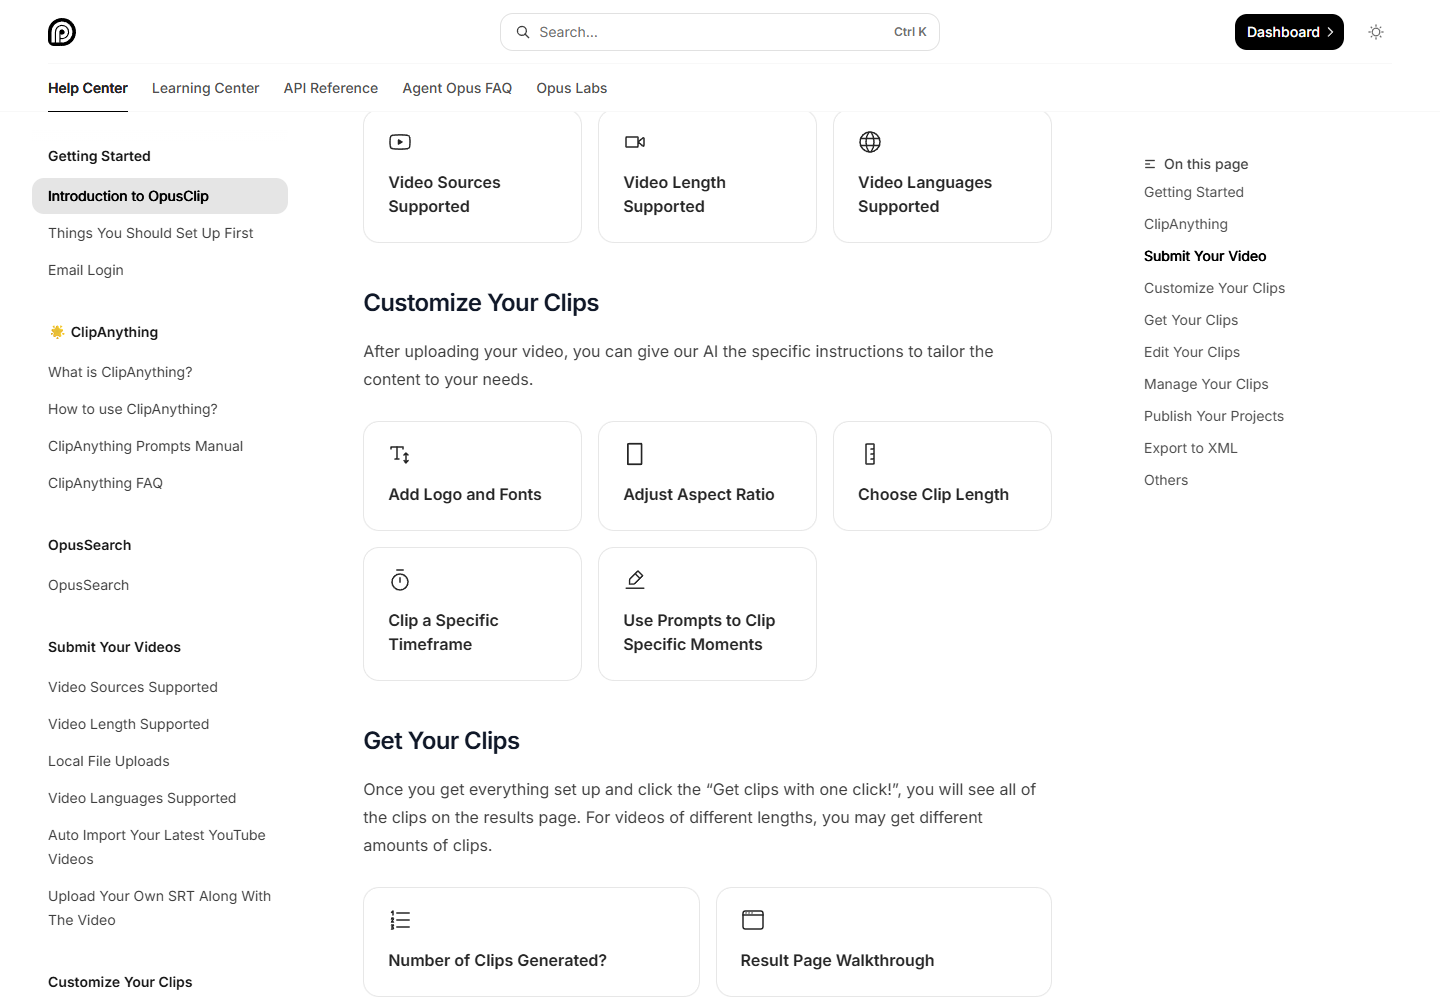 Search...
Ctrl K
Dashboard
Help Center
Learning Center
API Reference
Agent Opus FAQ
Opus Labs
Getting Started
Introduction to OpusClip
Things You Should Set Up First
Email Login
ClipAnything
What is ClipAnything?
How to use ClipAnything?
ClipAnything Prompts Manual
ClipAnything FAQ
OpusSearch
OpusSearch
Submit Your Videos
Video Sources Supported
Video Length Supported
Local File Uploads
Video Languages Supported
Auto Import Your Latest YouTube
Videos
Upload Your Own SRT Along With
The Video
Customize Your Clips
Video Sources
Supported
Video Length
Supported
Video Languages
Supported
Customize Your Clips
After uploading your video, you can give our AI the specific instructions to tailor the
content to your needs.
Add Logo and Fonts
Adjust Aspect Ratio
Choose Clip Length
Clip a Specific
Timeframe
Use Prompts to Clip
Specific Moments
Get Your Clips
Once you get everything set up and click the “Get clips with one click!”, you will see all of
the clips on the results page. For videos of different lengths, you may get different
amounts of clips.
Number of Clips Generated?
Result Page Walkthrough
On this page
Getting Started
ClipAnything
Submit Your Video
Customize Your Clips
Get Your Clips
Edit Your Clips
Manage Your Clips
Publish Your Projects
Export to XML
Others